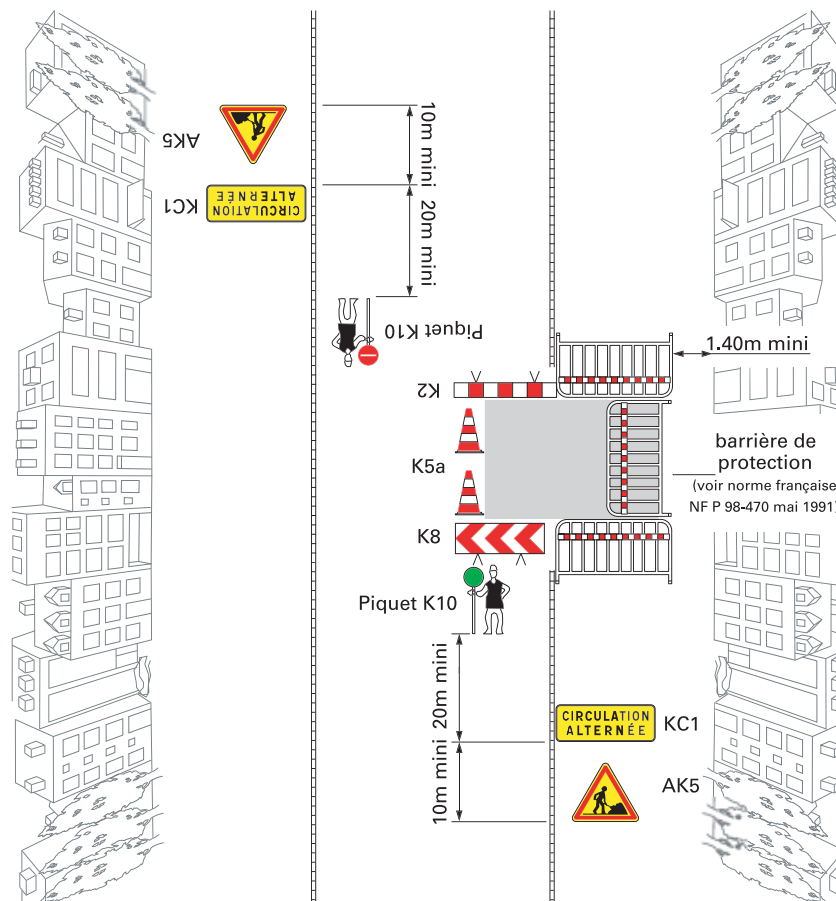 10m mini
AK5
CIRCULATION
ALTERNÉE
KC1
20m mini
Piquet K10
1.40m mini
K2
K5a
barrière de
protection
(voir norme française
NF P 98-470 mai 1991)
K8
Piquet K10
20m mini
CIRCULATION
ALTERNÉE
KC1
10m mini
AK5